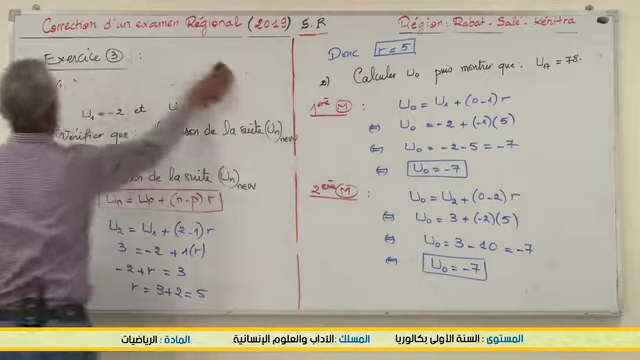 Correction d'un examen Régional (2019) S.R
Région: Rabat-Salé-Kénitra
Exercice ③ :
U₁ = -2 et
Vérifier que :
de la suite (Un)n∈ℕ
de la suite (Un)n∈ℕ
Un = Up + (n-p) r
U₂ = U₁ + (2-1) r
3 = -2 + 1(r)
-2 + r = 3
r = 3+2 = 5
Donc r = 5
2) Calculer U₀ puis montrer que : U₁₇ = 78.
1ère M :
U₀ = U₁ + (0-1) r
⇔ U₀ = -2 + (-1)(5)
⇔ U₀ = -2 - 5 = -7
⇔ U₀ = -7
2ème M :
U₀ = U₂ + (0-2) r
⇔ U₀ = 3 + (-2)(5)
⇔ U₀ = 3 - 10 = -7
⇔ U₀ = -7
المستوى : السنة الأولى بكالوريا
المسلك: الآداب والعلوم الإنسانية
المادة : الرياضيات